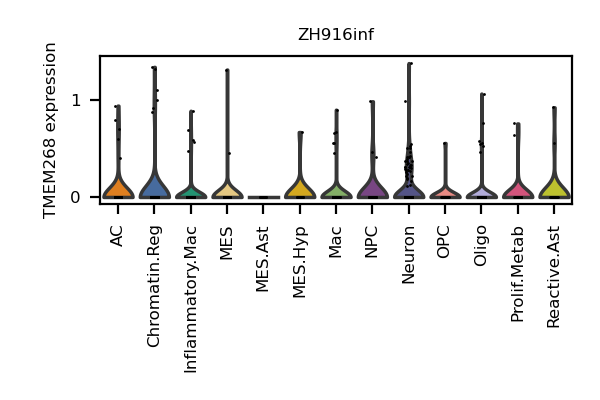 ZH916inf
TMEM268 expression
1
0
AC
Chromatin.Reg
Inflammatory.Mac
MES
MES.Ast
MES.Hyp
Mac
NPC
Neuron
OPC
Oligo
Prolif.Metab
Reactive.Ast